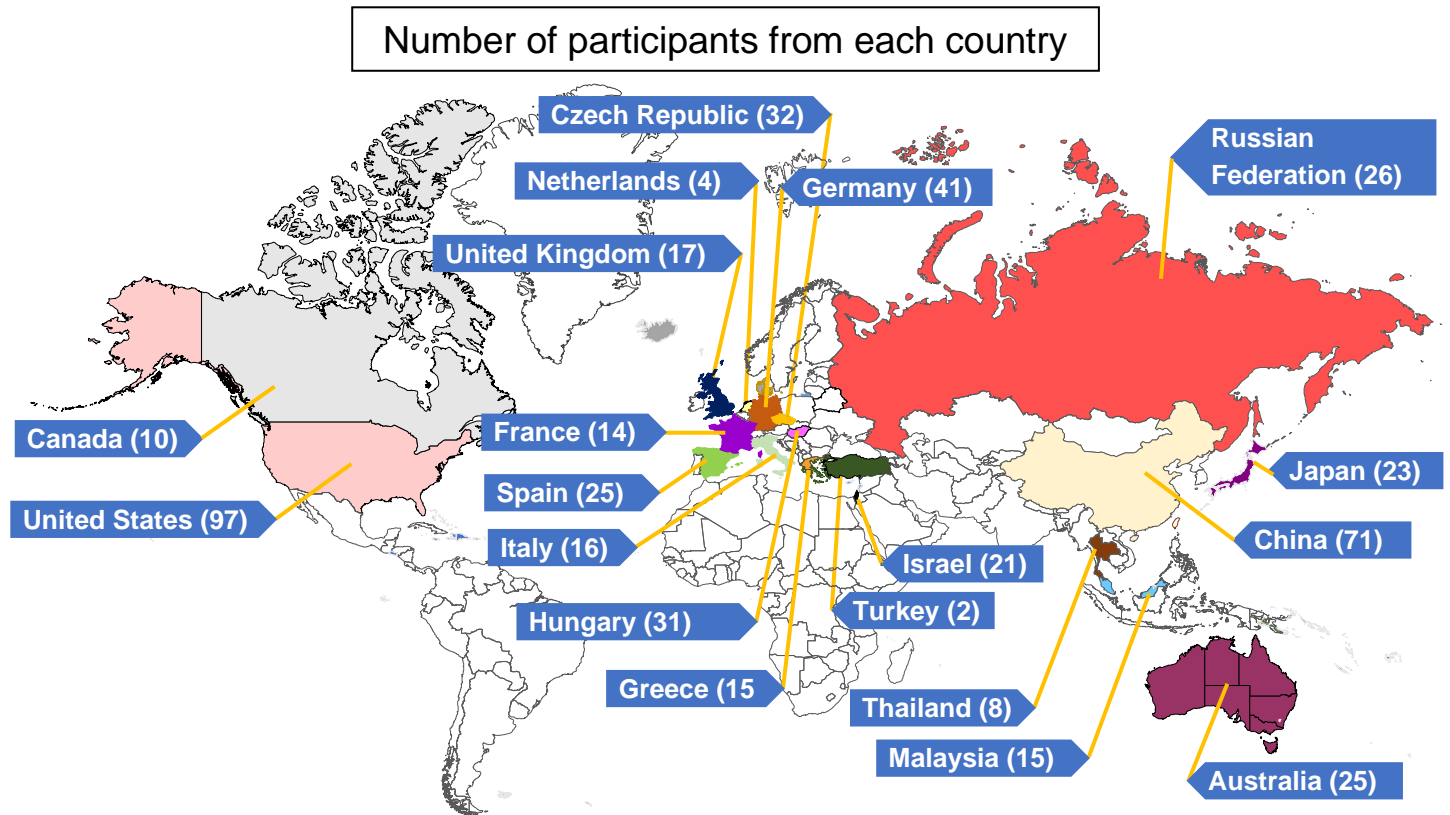 Number of participants from each country
Czech Republic (32)
Russian
Federation (26)
Netherlands (4)
Germany (41)
United Kingdom (17)
Canada (10)
France (14)
Japan (23)
Spain (25)
United States (97)
China (71)
Italy (16)
Israel (21)
Hungary (31)
Turkey (2)
Greece (15
Thailand (8)
Malaysia (15)
Australia (25)